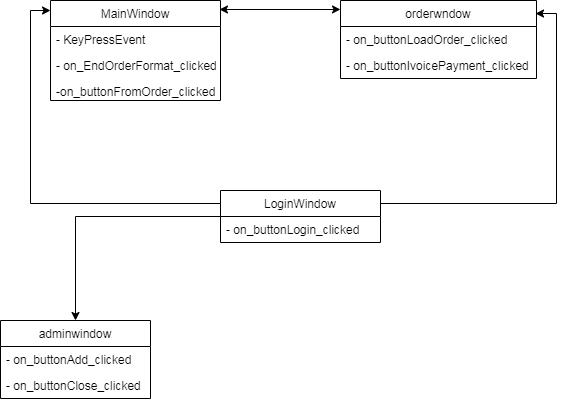 MainWindow
- KeyPressEvent
- on_EndOrderFormat_clicked
-on_buttonFromOrder_clicked
orderwndow
- on_buttonLoadOrder_clicked
- on_buttonIvoicePayment_clicked
LoginWindow
- on_buttonLogin_clicked
adminwindow
- on_buttonAdd_clicked
- on_buttonClose_clicked